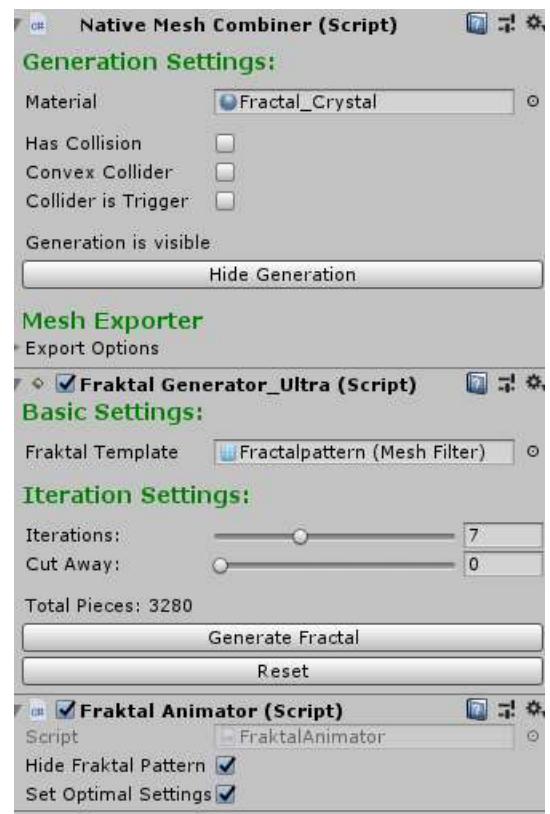 Native Mesh Combiner (Script)
Generation Settings:
Material Fractal_Crystal
Has Collision
Convex Collider
Collider is Trigger
Generation is visible
Hide Generation
Mesh Exporter
Export Options
Fraktal Generator_Ultra (Script)
Basic Settings:
Fraktal Template Fractalpattern (Mesh Filter)
Iteration Settings:
Iterations: 7
Cut Away: 0
Total Pieces: 3280
Generate Fractal
Reset
Fraktal Animator (Script)
Script FraktalAnimator
Hide Fraktal Pattern
Set Optimal Settings